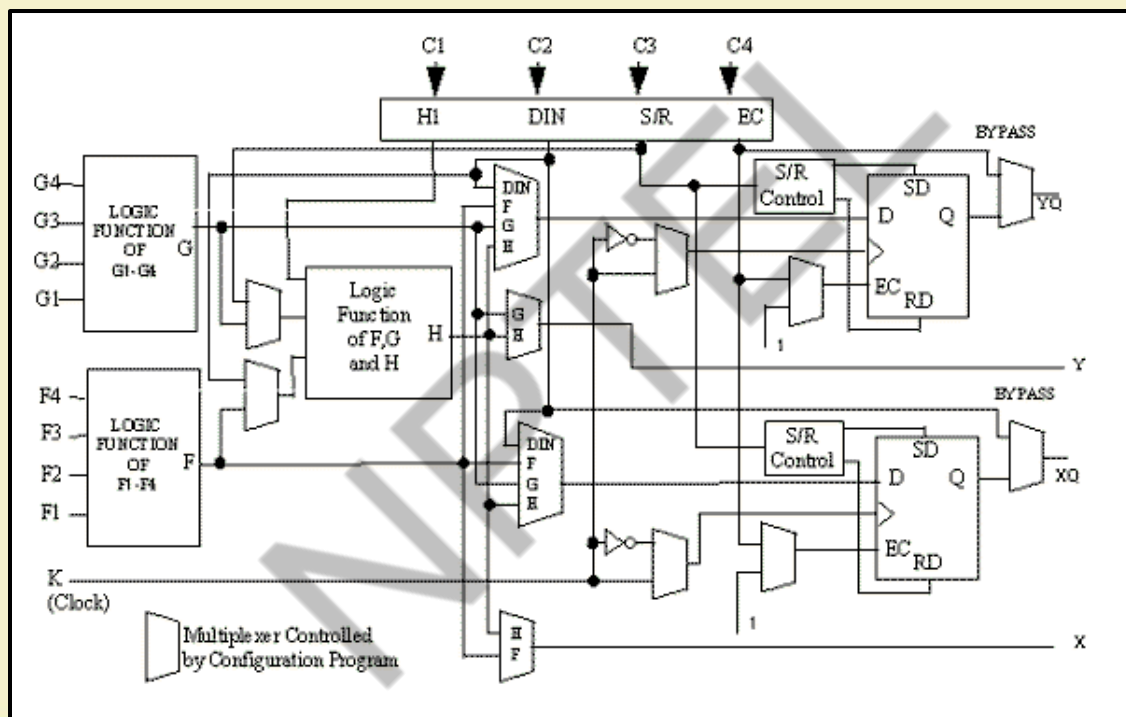 C1 C2 C3 C4
H1 DIN S/R EC
BYPASS
G4
G3
G2
G1
LOGIC
FUNCTION
OF
G1-G4
G
DIN
F
G
H
S/R
Control
SD
D Q
EC
RD
YQ
1
Logic
Function
of F,G
and H
H
G
H
Y
BYPASS
F4
F3
F2
F1
LOGIC
FUNCTION
OF
F1-F4
F
DIN
F
G
H
S/R
Control
SD
D Q
EC
RD
XQ
1
K
(Clock)
Multiplexer Controlled
by Configuration Program
H
F
X
NPTEL